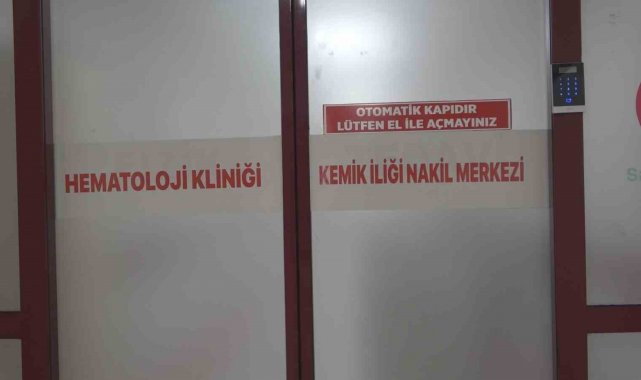 OTOMATİK KAPIDIR
LÜTFEN EL İLE AÇMAYINIZ
HEMATOLOJİ KLİNİĞİ
KEMİK İLİĞİ NAKİL MERKEZİ